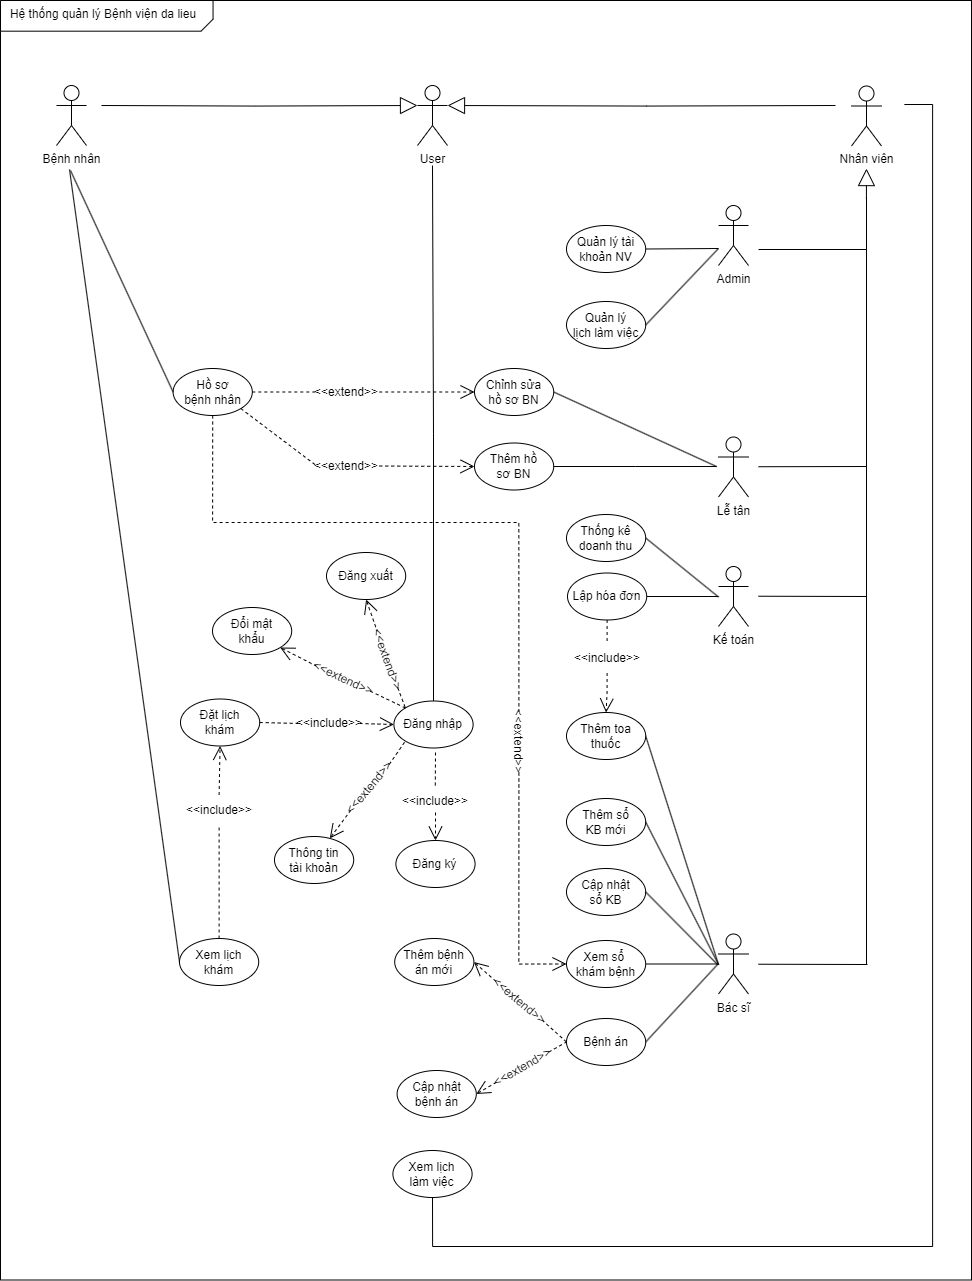 Hệ thống quản lý Bệnh viện da lieu
Bệnh nhân
User
Nhân viên
Quản lý tài
khoản NV
Admin
Quản lý
lịch làm việc
Hồ sơ
bệnh nhân
<<extend>>
Chỉnh sửa
hồ sơ BN
<<extend>>
Thêm hồ
sơ BN
Lễ tân
Thống kê
doanh thu
Đăng xuất
Lập hóa đơn
Kế toán
Đổi mật
khẩu
<<extend>>
<<extend>>
<<include>>
Đặt lịch
khám
<<include>>
Đăng nhập
<<extend>>
Thêm toa
thuốc
<<extend>>
<<include>>
<<include>>
Thêm sổ
KB mới
Thông tin
tài khoản
Đăng ký
Cập nhật
sổ KB
Xem lịch
khám
Thêm bệnh
án mới
Xem sổ
khám bệnh
Bác sĩ
<<extend>>
Bệnh án
<<extend>>
Cập nhật
bệnh án
Xem lịch
làm việc